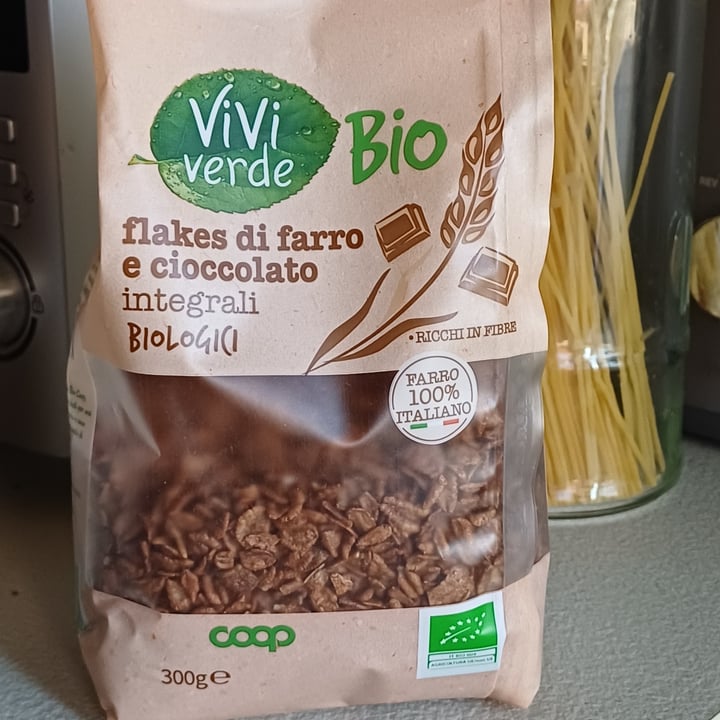 ViVi
verde
Bio
flakes di farro
e cioccolato
integrali
BIOLOGICI
• RICCHI IN FIBRE
FARRO
100%
ITALIANO
coop
300g e